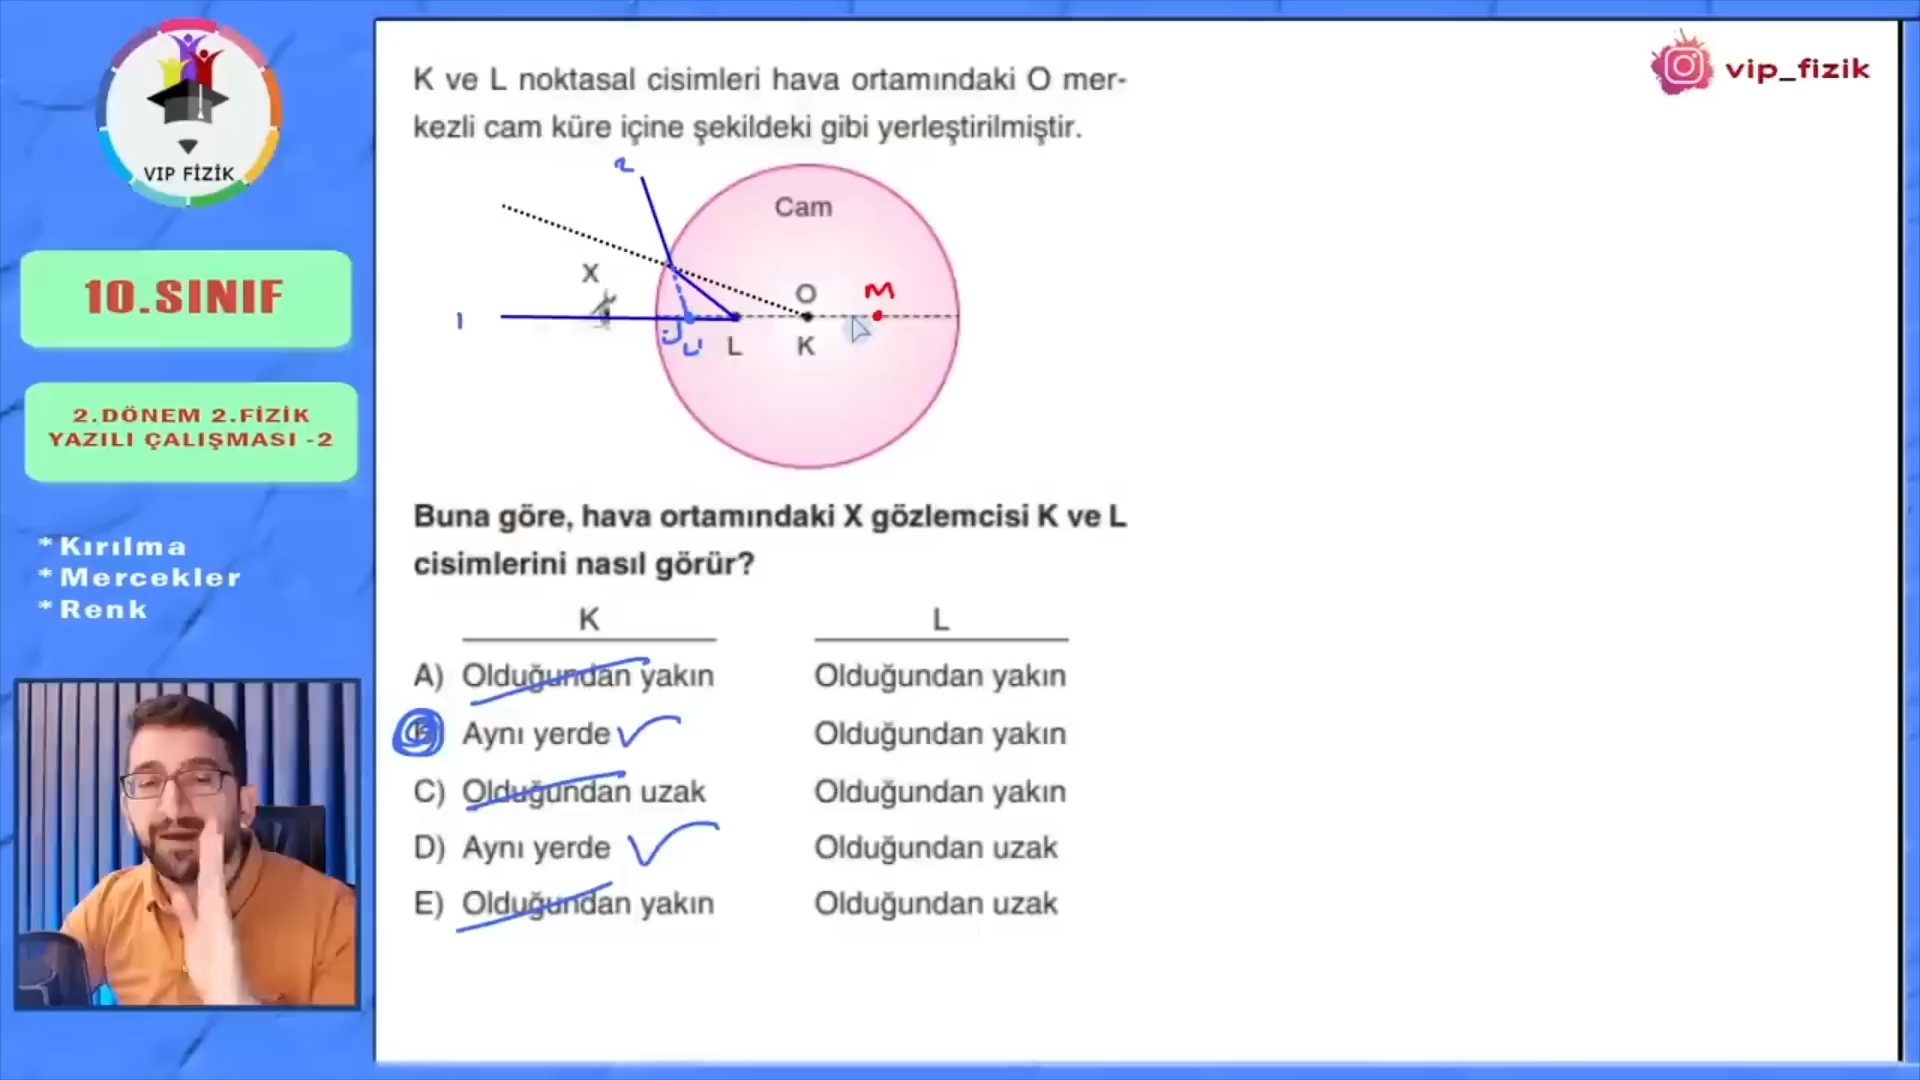 VIP FİZİK
10.SINIF
2.DÖNEM 2.FİZİK
YAZILI ÇALIŞMASI -2
* Kırılma
* Mercekler
* Renk
vip_fizik
K ve L noktasal cisimleri hava ortamındaki O mer-
kezli cam küre içine şekildeki gibi yerleştirilmiştir.
2
Cam
X
O
M
1
L'
L
K
Buna göre, hava ortamındaki X gözlemcisi K ve L
cisimlerini nasıl görür?
K L
A) Olduğundan yakın Olduğundan yakın
B) Aynı yerde Olduğundan yakın
C) Olduğundan uzak Olduğundan yakın
D) Aynı yerde Olduğundan uzak
E) Olduğundan yakın Olduğundan uzak